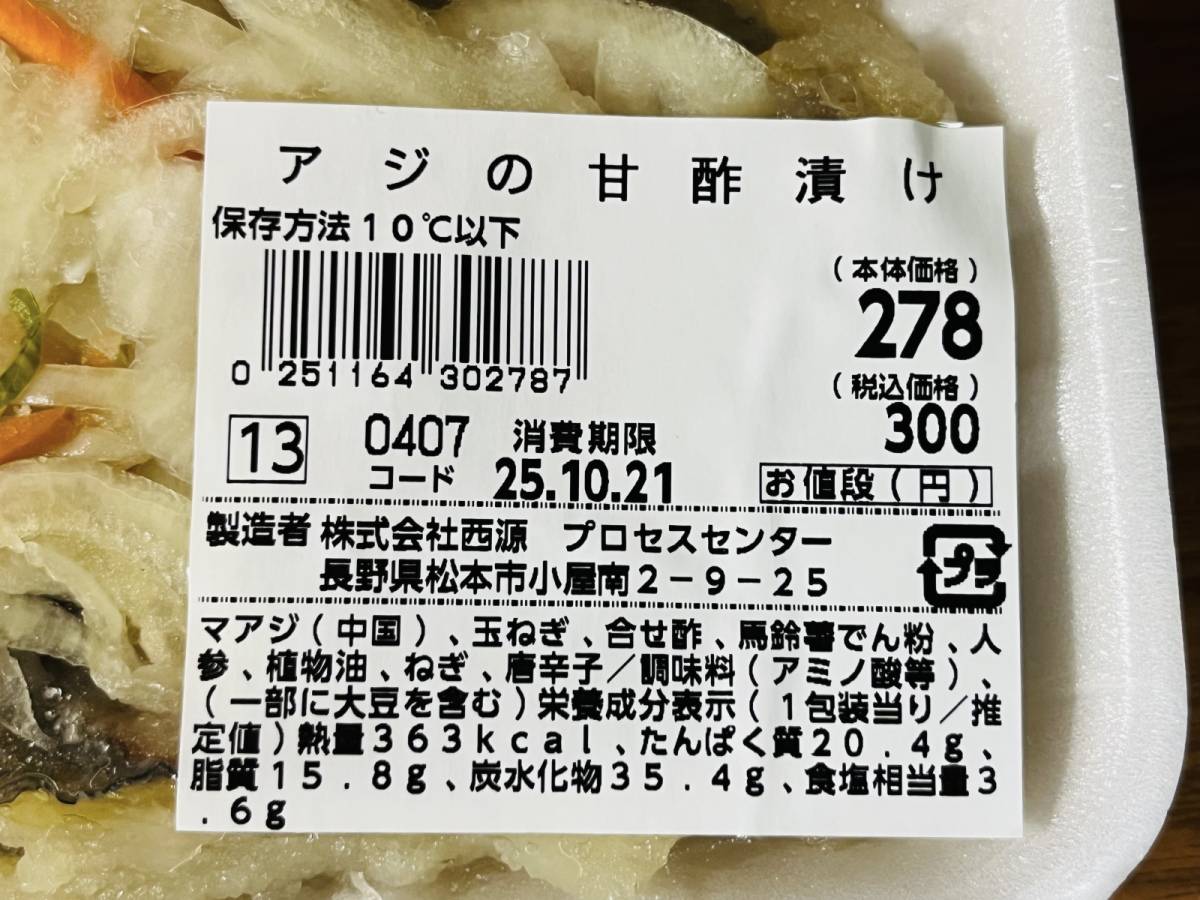 アジの甘酢漬け
保存方法10℃以下
(本体価格)
278
0 251164 302787
(税込価格)
300
13 0407 消費期限
コード 25.10.21 お値段(円)
製造者 株式会社西源 プロセスセンター
長野県松本市小屋南2-9-25
プラ
マアジ(中国)、玉ねぎ、合せ酢、馬鈴薯でん粉、人
参、植物油、ねぎ、唐辛子/調味料(アミノ酸等)、
(一部に大豆を含む)栄養成分表示(1包装当り/推
定値)熱量363kcal、たんぱく質20.4g、
脂質15.8g、炭水化物35.4g、食塩相当量3
.6g